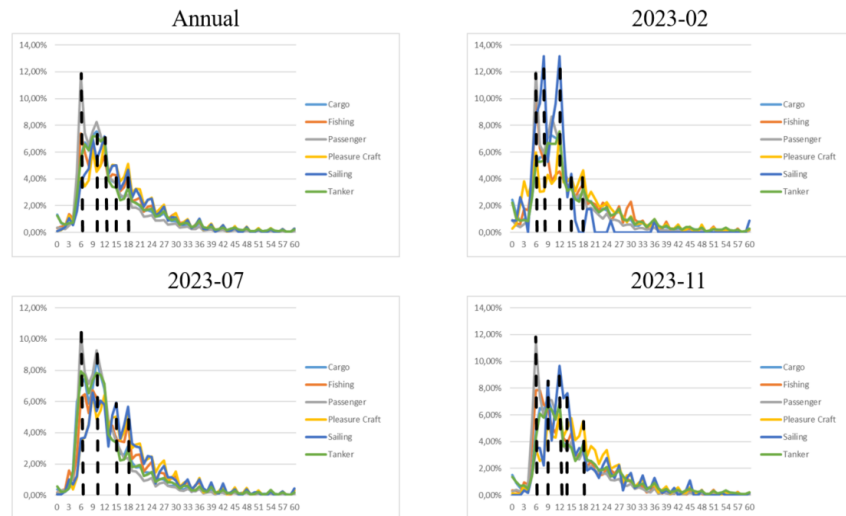 Annual
14,00%
12,00%
10,00%
8,00%
6,00%
4,00%
2,00%
0,00%
0 3 6 9 12 15 18 21 24 27 30 33 36 39 42 45 48 51 54 57 60
Cargo
Fishing
Passenger
Pleasure Craft
Sailing
Tanker
2023-02
14,00%
12,00%
10,00%
8,00%
6,00%
4,00%
2,00%
0,00%
0 3 6 9 12 15 18 21 24 27 30 33 36 39 42 45 48 51 54 57 60
Cargo
Fishing
Passenger
Pleasure Craft
Sailing
Tanker
2023-07
12,00%
10,00%
8,00%
6,00%
4,00%
2,00%
0,00%
0 3 6 9 12 15 18 21 24 27 30 33 36 39 42 45 48 51 54 57 60
Cargo
Fishing
Passenger
Pleasure Craft
Sailing
Tanker
2023-11
14,00%
12,00%
10,00%
8,00%
6,00%
4,00%
2,00%
0,00%
0 3 6 9 12 15 18 21 24 27 30 33 36 39 42 45 48 51 54 57 60
Cargo
Fishing
Passenger
Pleasure Craft
Sailing
Tanker